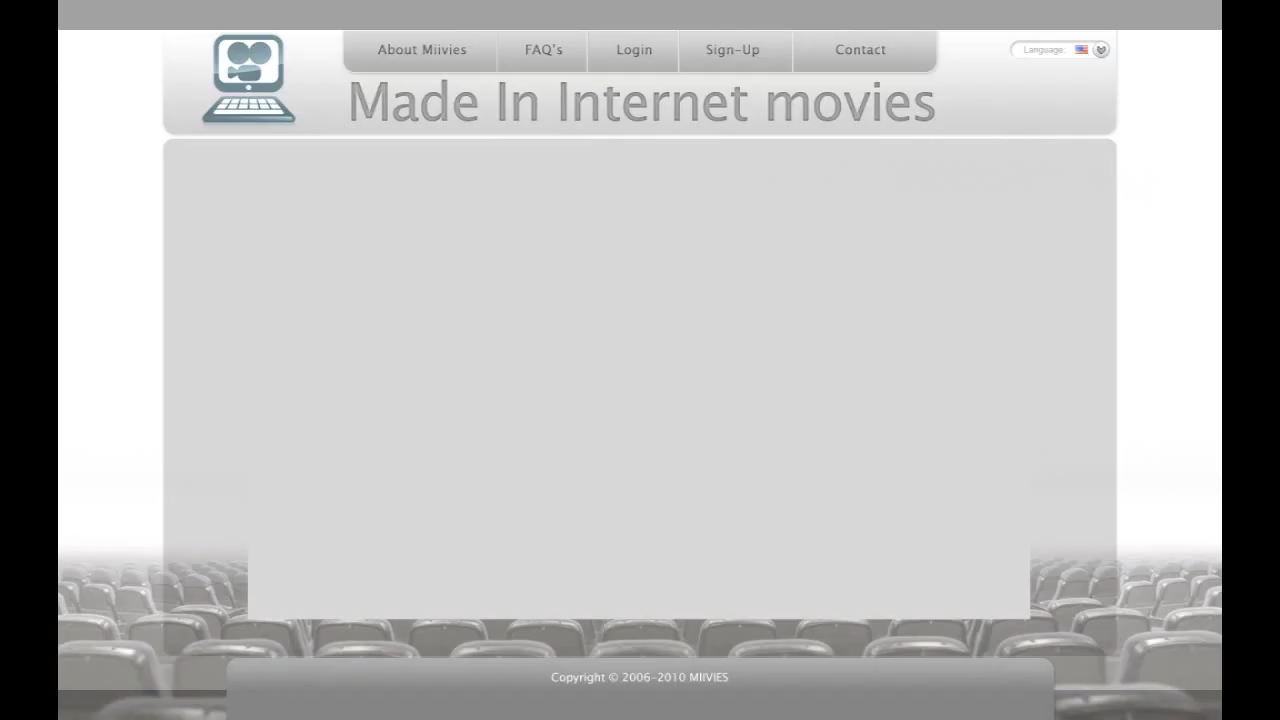 About Miivies FAQ's Login Sign-Up Contact Language:
Made In Internet movies
Copyright © 2006-2010 MIIVIES